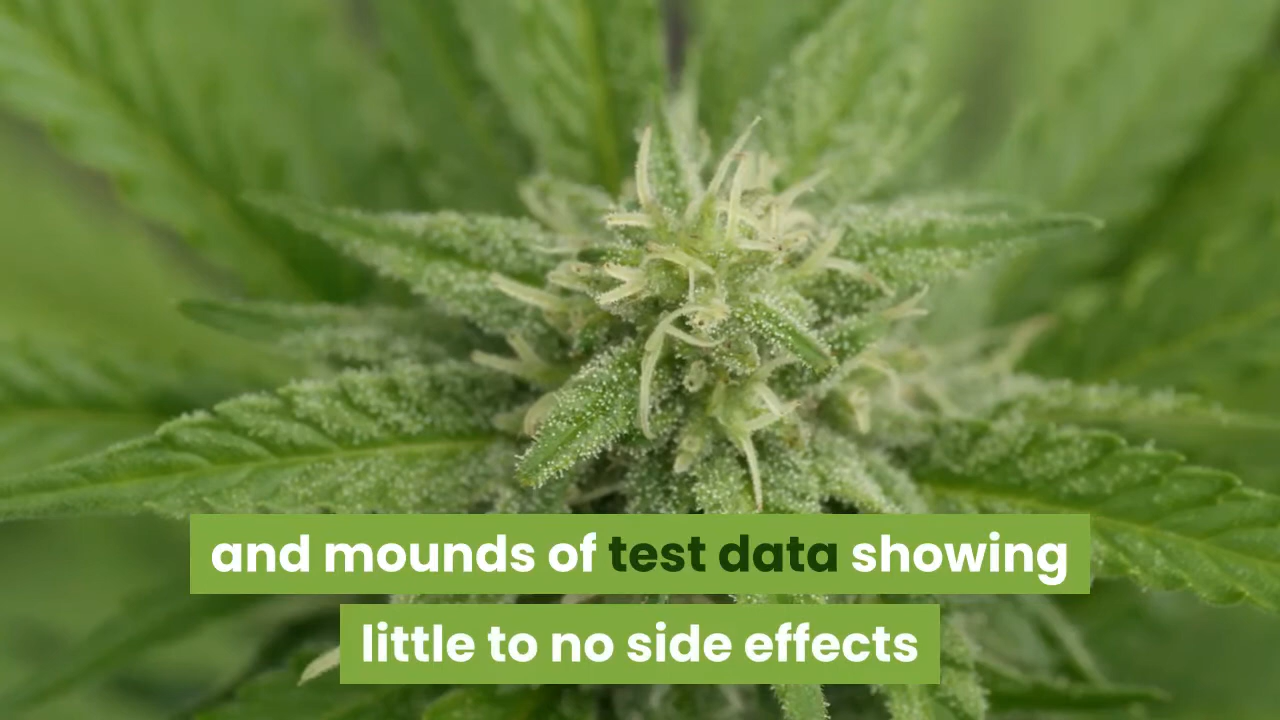 and mounds of test data showing
little to no side effects